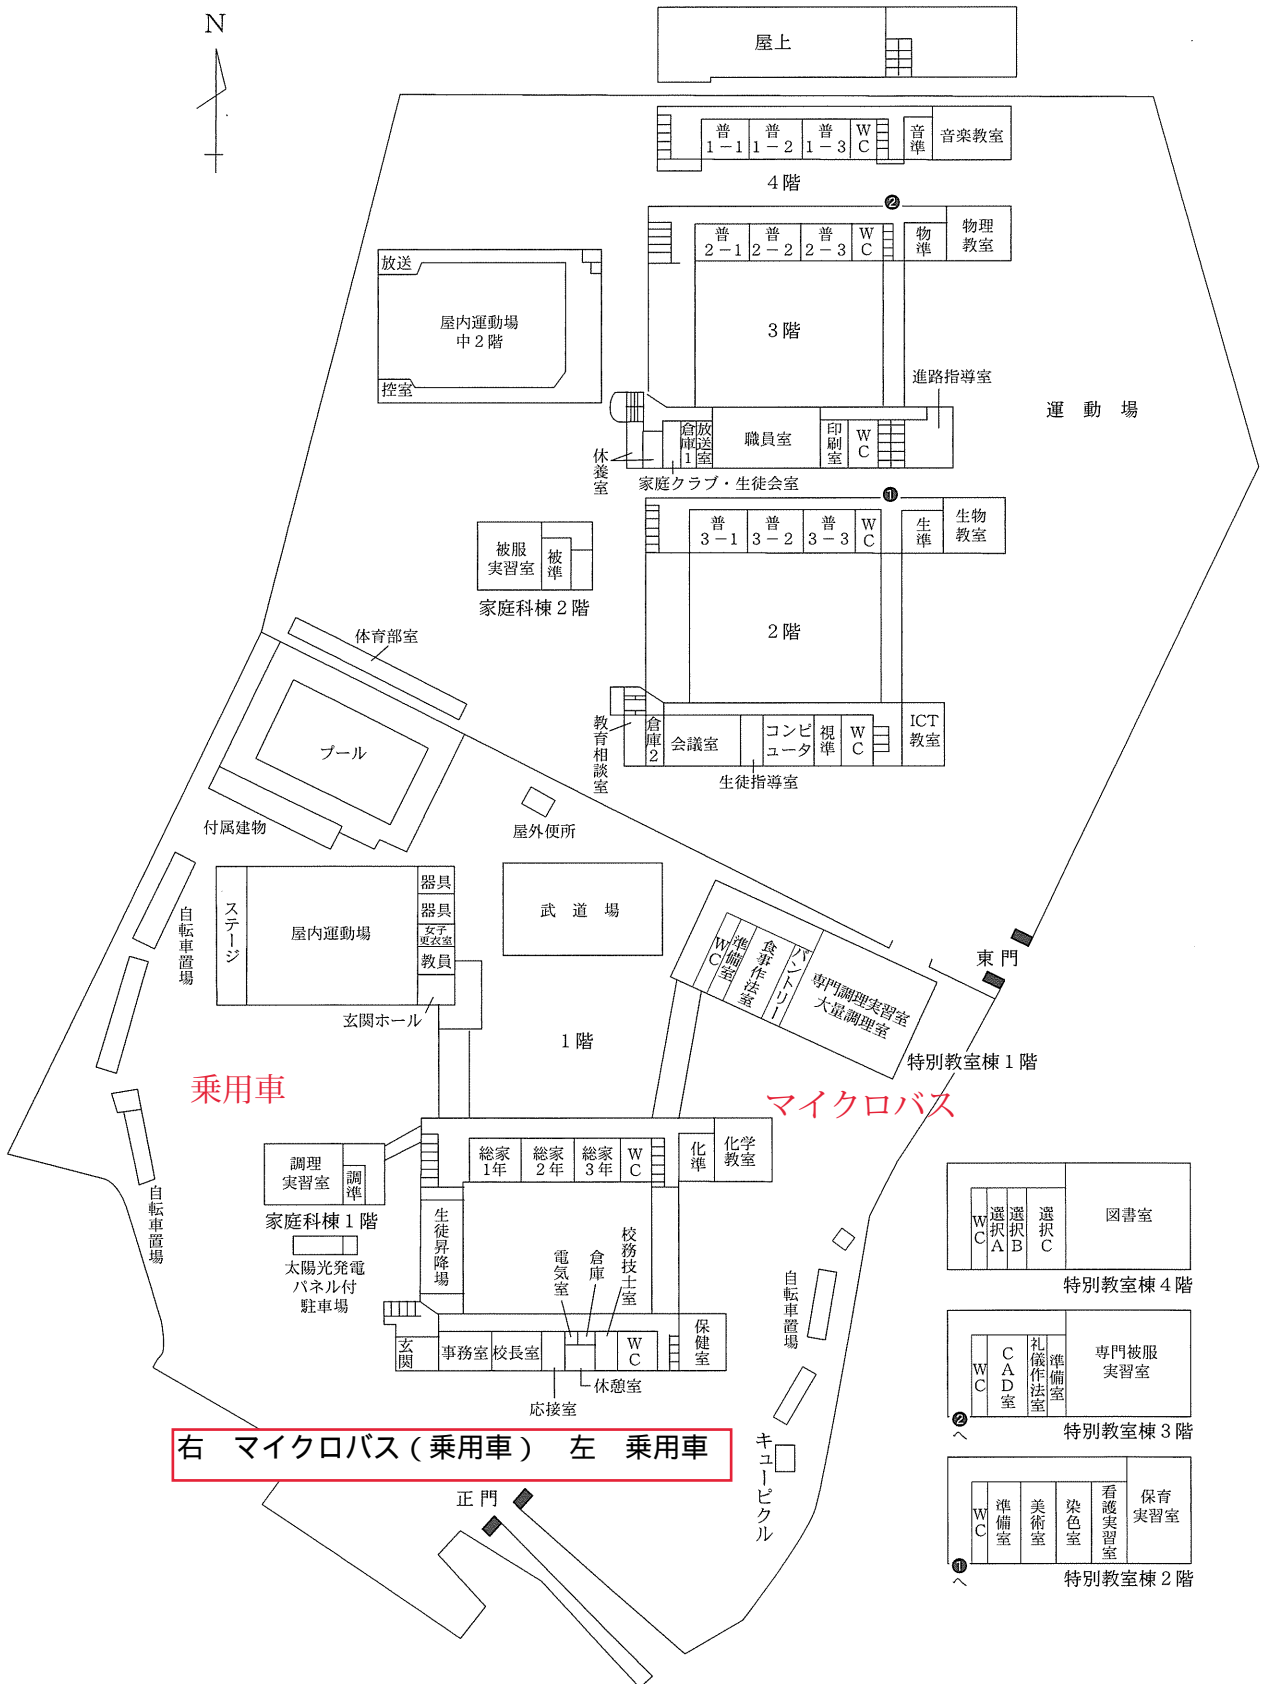 N
屋上
普
1－1
普
1－2
普
1－3
WC
音準
音楽教室
4階
❷
普
2－1
普
2－2
普
2－3
WC
物準
物理
教室
放送
屋内運動場
中2階
控室
3階
進路指導室
運動場
休養室
倉庫1
放送室
職員室
印刷室
WC
家庭クラブ・生徒会室
❶
普
3－1
普
3－2
普
3－3
WC
生準
生物
教室
被服
実習室
被準
家庭科棟2階
2階
体育部室
プール
付属建物
教育相談室
倉庫2
会議室
コンピ
ュータ
視準
WC
ICT
教室
生徒指導室
屋外便所
自転車置場
ステージ
屋内運動場
器具
器具
女子
更衣室
教員
玄関ホール
武道場
WC
準備室
食事作法室
パントリー
専門調理実習室
大量調理室
特別教室棟1階
東門
1階
乗用車
マイクロバス
調理
実習室
調準
家庭科棟1階
太陽光発電
パネル付
駐車場
自転車置場
総家
1年
総家
2年
総家
3年
WC
化準
化学
教室
生徒昇降場
電気室
倉庫
校務技士室
玄関
事務室
校長室
WC
保健室
休憩室
応接室
自転車置場
キューピクル
右　マイクロバス（乗用車）　左　乗用車
正門
WC
選択A
選択B
選択C
図書室
特別教室棟4階
WC
CAD室
礼儀作法室
準備室
専門被服
実習室
❷へ
特別教室棟3階
WC
準備室
美術室
染色室
看護実習室
保育
実習室
❶へ
特別教室棟2階